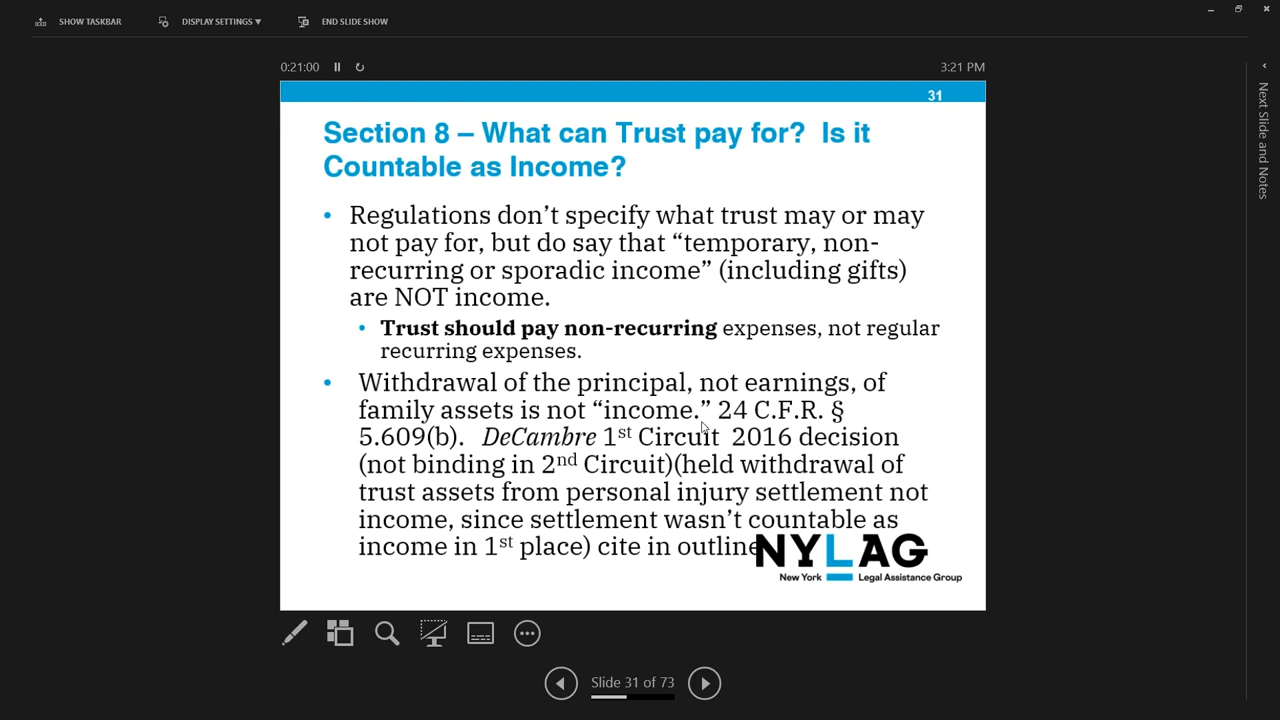 SHOW TASKBAR
DISPLAY SETTINGS ▼
END SLIDE SHOW
0:21:00
3:21 PM
31
Section 8 – What can Trust pay for? Is it
Countable as Income?
• Regulations don’t specify what trust may or may
not pay for, but do say that “temporary, non-
recurring or sporadic income” (including gifts)
are NOT income.
• Trust should pay non-recurring expenses, not regular
recurring expenses.
• Withdrawal of the principal, not earnings, of
family assets is not “income.” 24 C.F.R. §
5.609(b). DeCambre 1st Circuit 2016 decision
(not binding in 2nd Circuit)(held withdrawal of
trust assets from personal injury settlement not
income, since settlement wasn’t countable as
income in 1st place) cite in outline
NYLAG
New York Legal Assistance Group
Slide 31 of 73
Next Slide and Notes